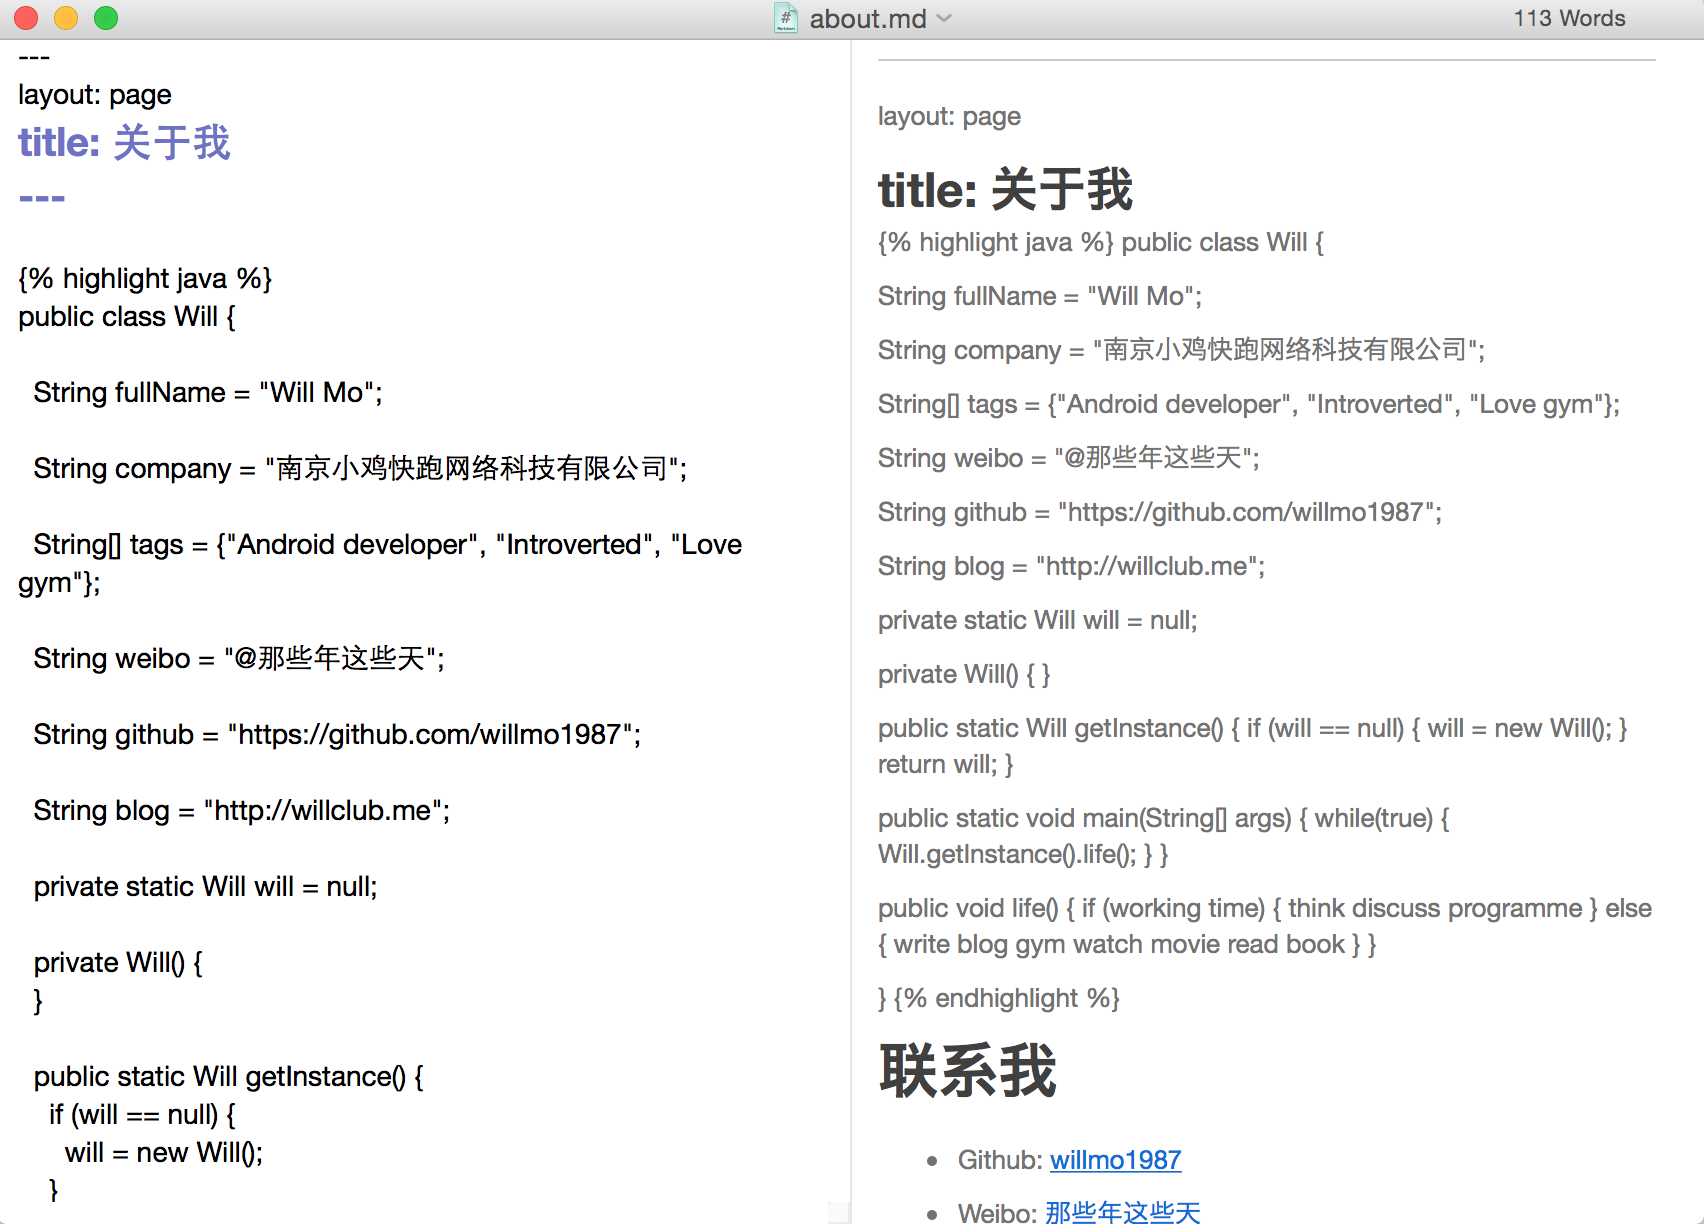 about.md
113 Words
---
layout: page
title: 关于我
---
{% highlight java %}
public class Will {
String fullName = "Will Mo";
String company = "南京小鸡快跑网络科技有限公司";
String[] tags = {"Android developer", "Introverted", "Love
gym"};
String weibo = "@那些年这些天";
String github = "https://github.com/willmo1987";
String blog = "http://willclub.me";
private static Will will = null;
private Will() {
}
public static Will getInstance() {
if (will == null) {
will = new Will();
}
layout: page
title: 关于我
{% highlight java %} public class Will {
String fullName = "Will Mo";
String company = "南京小鸡快跑网络科技有限公司";
String[] tags = {"Android developer", "Introverted", "Love gym"};
String weibo = "@那些年这些天";
String github = "https://github.com/willmo1987";
String blog = "http://willclub.me";
private static Will will = null;
private Will() { }
public static Will getInstance() { if (will == null) { will = new Will(); }
return will; }
public static void main(String[] args) { while(true) {
Will.getInstance().life(); } }
public void life() { if (working time) { think discuss programme } else
{ write blog gym watch movie read book } }
} {% endhighlight %}
联系我
Github: willmo1987
Weibo: 那些年这些天